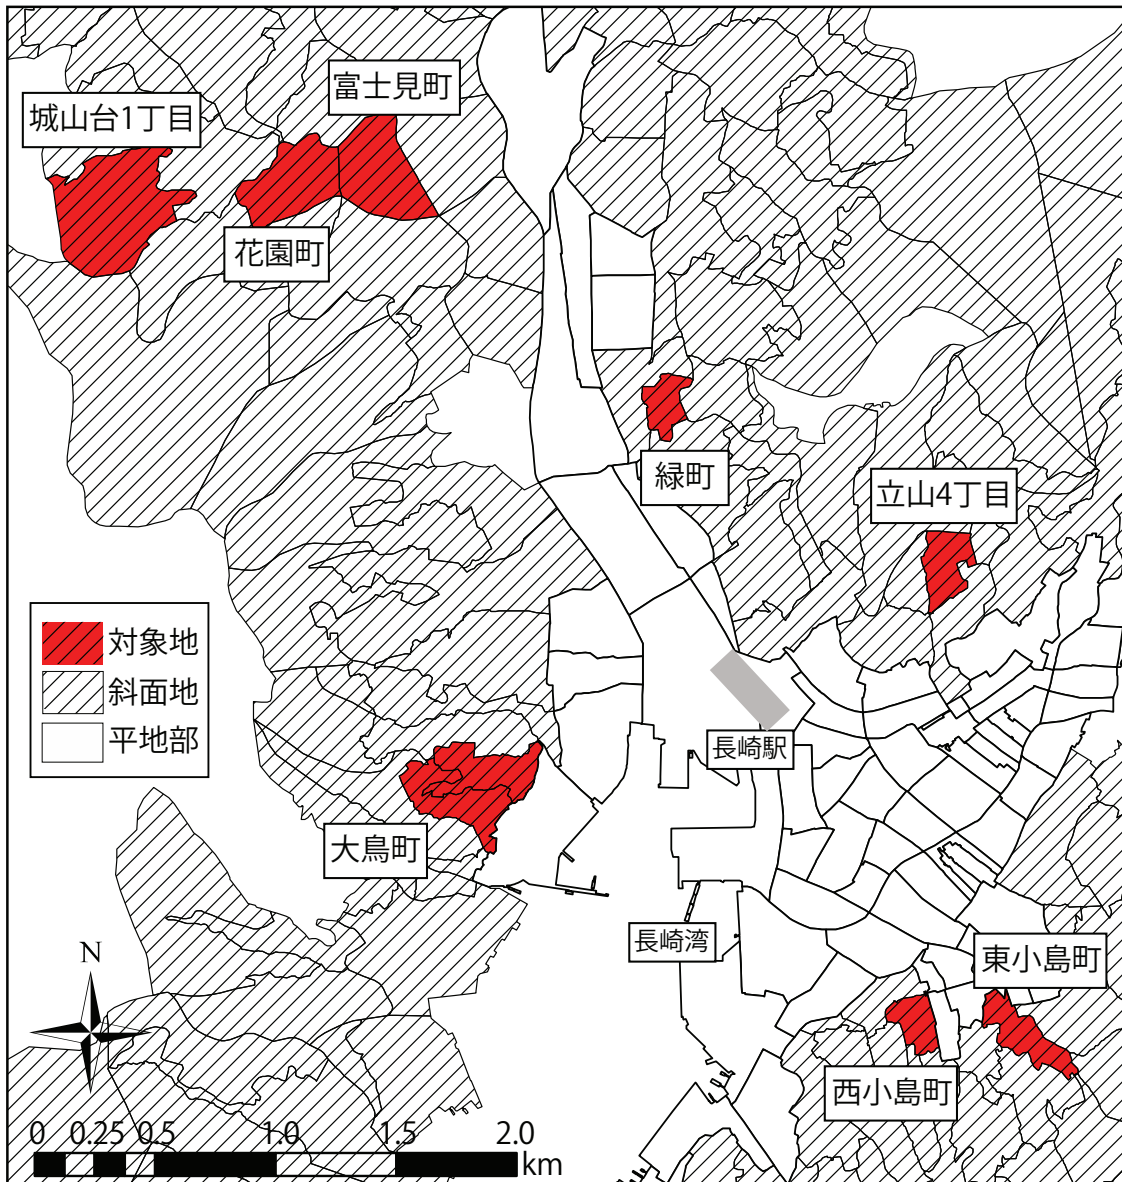 富士見町
城山台1丁目
花園町
緑町
立山4丁目
対象地
斜面地
平地部
長崎駅
大鳥町
長崎湾
東小島町
西小島町
N
0 0.25 0.5 1.0 1.5 2.0
km